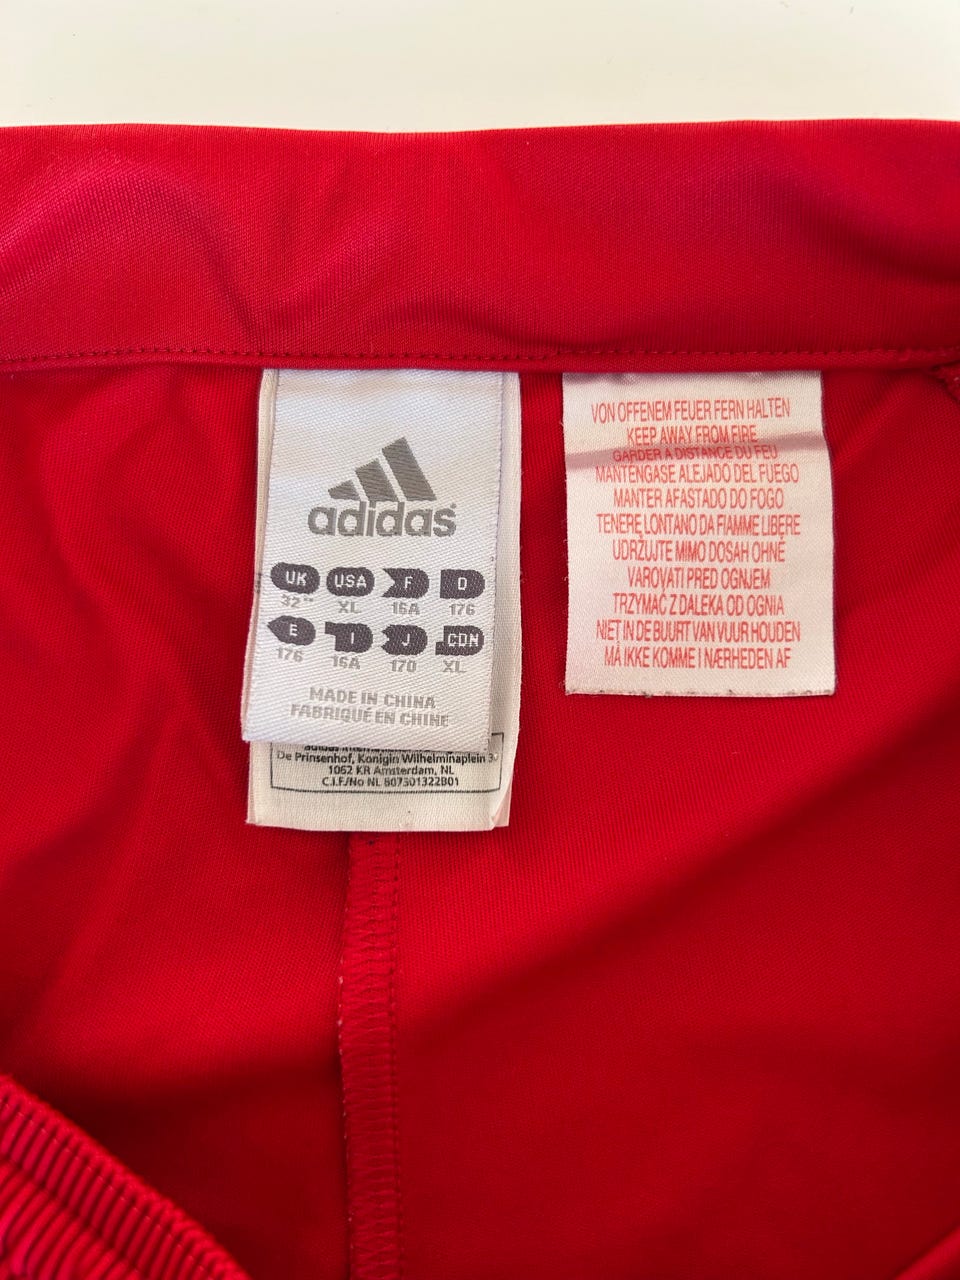 adidas
UK USA F D
32" XL 16A 176
E I J CDN
176 16A 170 XL
MADE IN CHINA
FABRIQUÉ EN CHINE
De Prinsenhof, Konigin Wilhelminaplein 30
1062 KR Amsterdam, NL
C.I.F./No NL 807301322B01
VON OFFENEM FEUER FERN HALTEN
KEEP AWAY FROM FIRE
GARDER A DISTANCE DU FEU
MANTENGASE ALEJADO DEL FUEGO
MANTER AFASTADO DO FOGO
TENERE LONTANO DA FIAMME LIBERE
UDRŽUJTE MIMO DOSAH OHNĚ
VAROVATI PRED OGNJEM
TRZYMAĆ Z DALEKA OD OGNIA
NIET IN DE BUURT VAN VUUR HOUDEN
MÅ IKKE KOMME I NÆRHEDEN AF